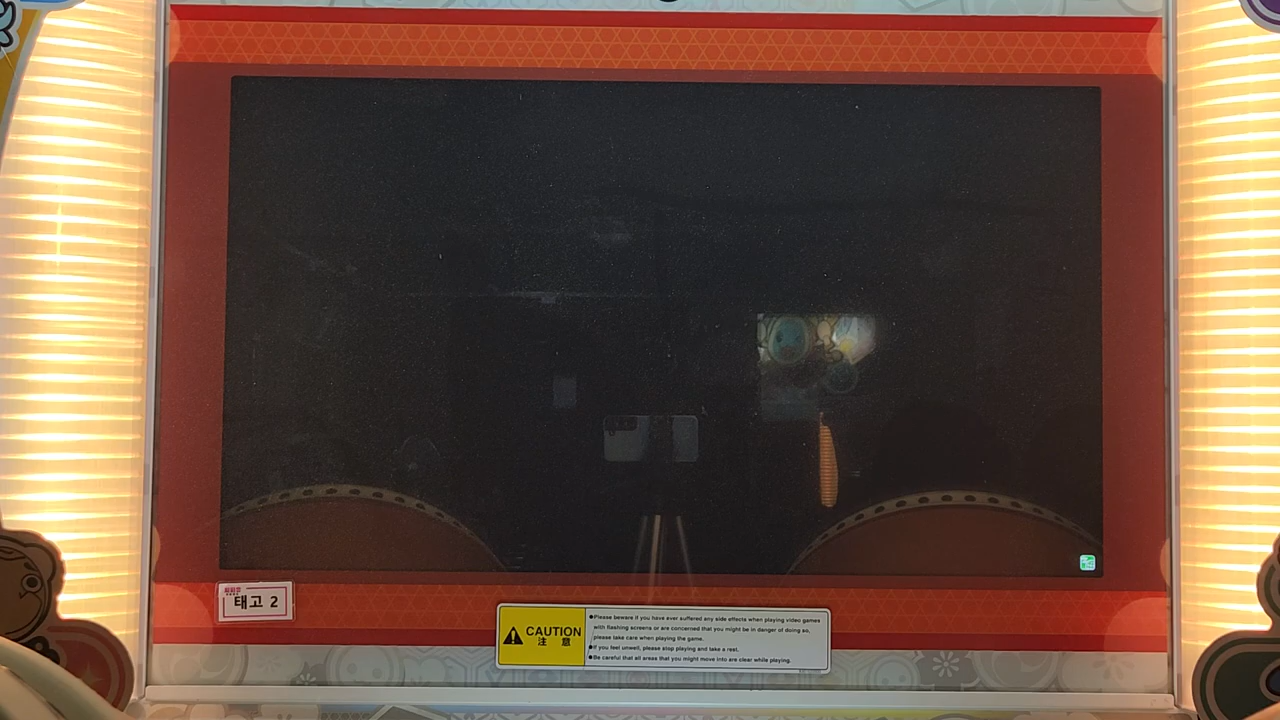 태고 2
CAUTION
注 意
●Please beware if you have ever suffered any side effects when playing video games
with flashing screens or are concerned that you might be in danger of doing so,
please take care when playing the game.
●If you feel unwell, please stop playing and take a rest.
●Be careful that all areas that you might move into are clear while playing.